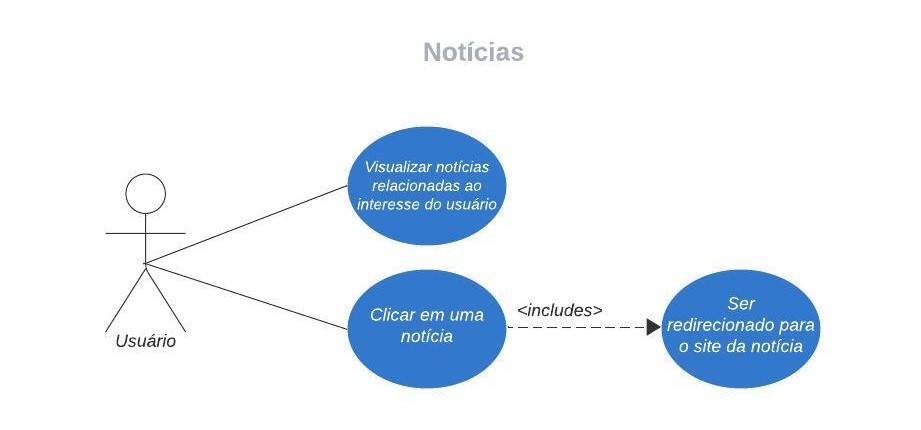 Notícias
Visualizar notícias
relacionadas ao
interesse do usuário
Usuário
Clicar em uma
notícia
<includes>
Ser
redirecionado para
o site da notícia